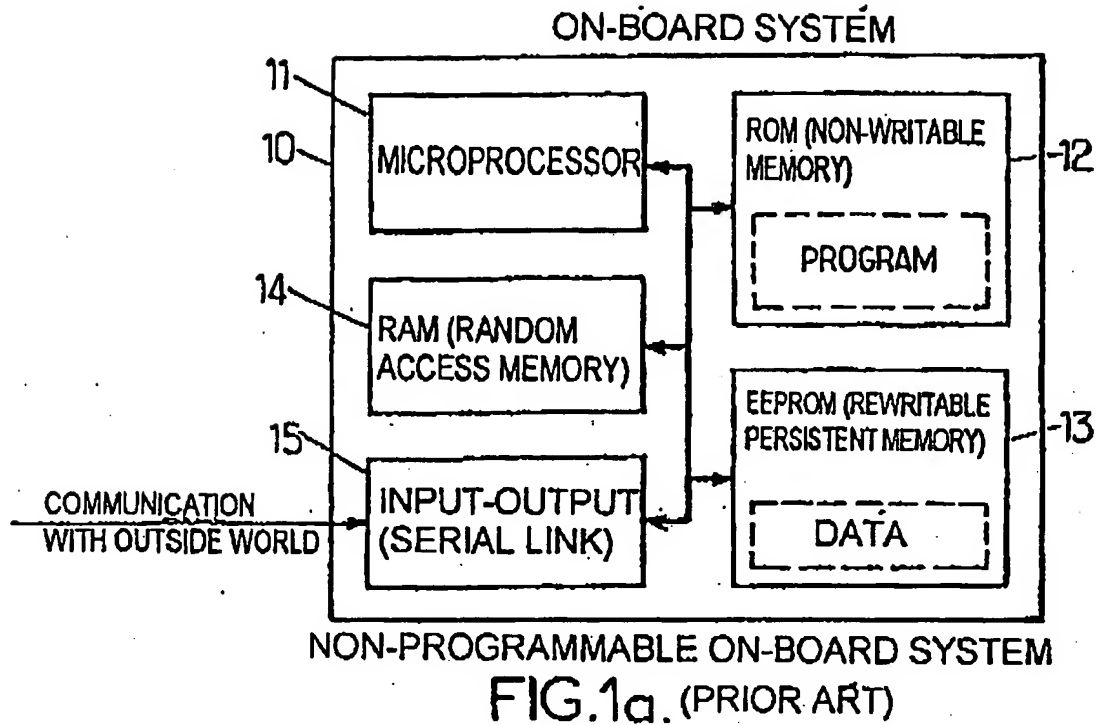 ON-BOARD SYSTEM
11
10
MICROPROCESSOR
ROM (NON-WRITABLE
MEMORY)
12
PROGRAM
14
RAM (RANDOM
ACCESS MEMORY)
EEPROM (REWRITABLE
PERSISTENT MEMORY)
13
DATA
15
INPUT-OUTPUT
(SERIAL LINK)
COMMUNICATION
WITH OUTSIDE WORLD
NON-PROGRAMMABLE ON-BOARD SYSTEM
FIG.1a. (PRIOR ART)